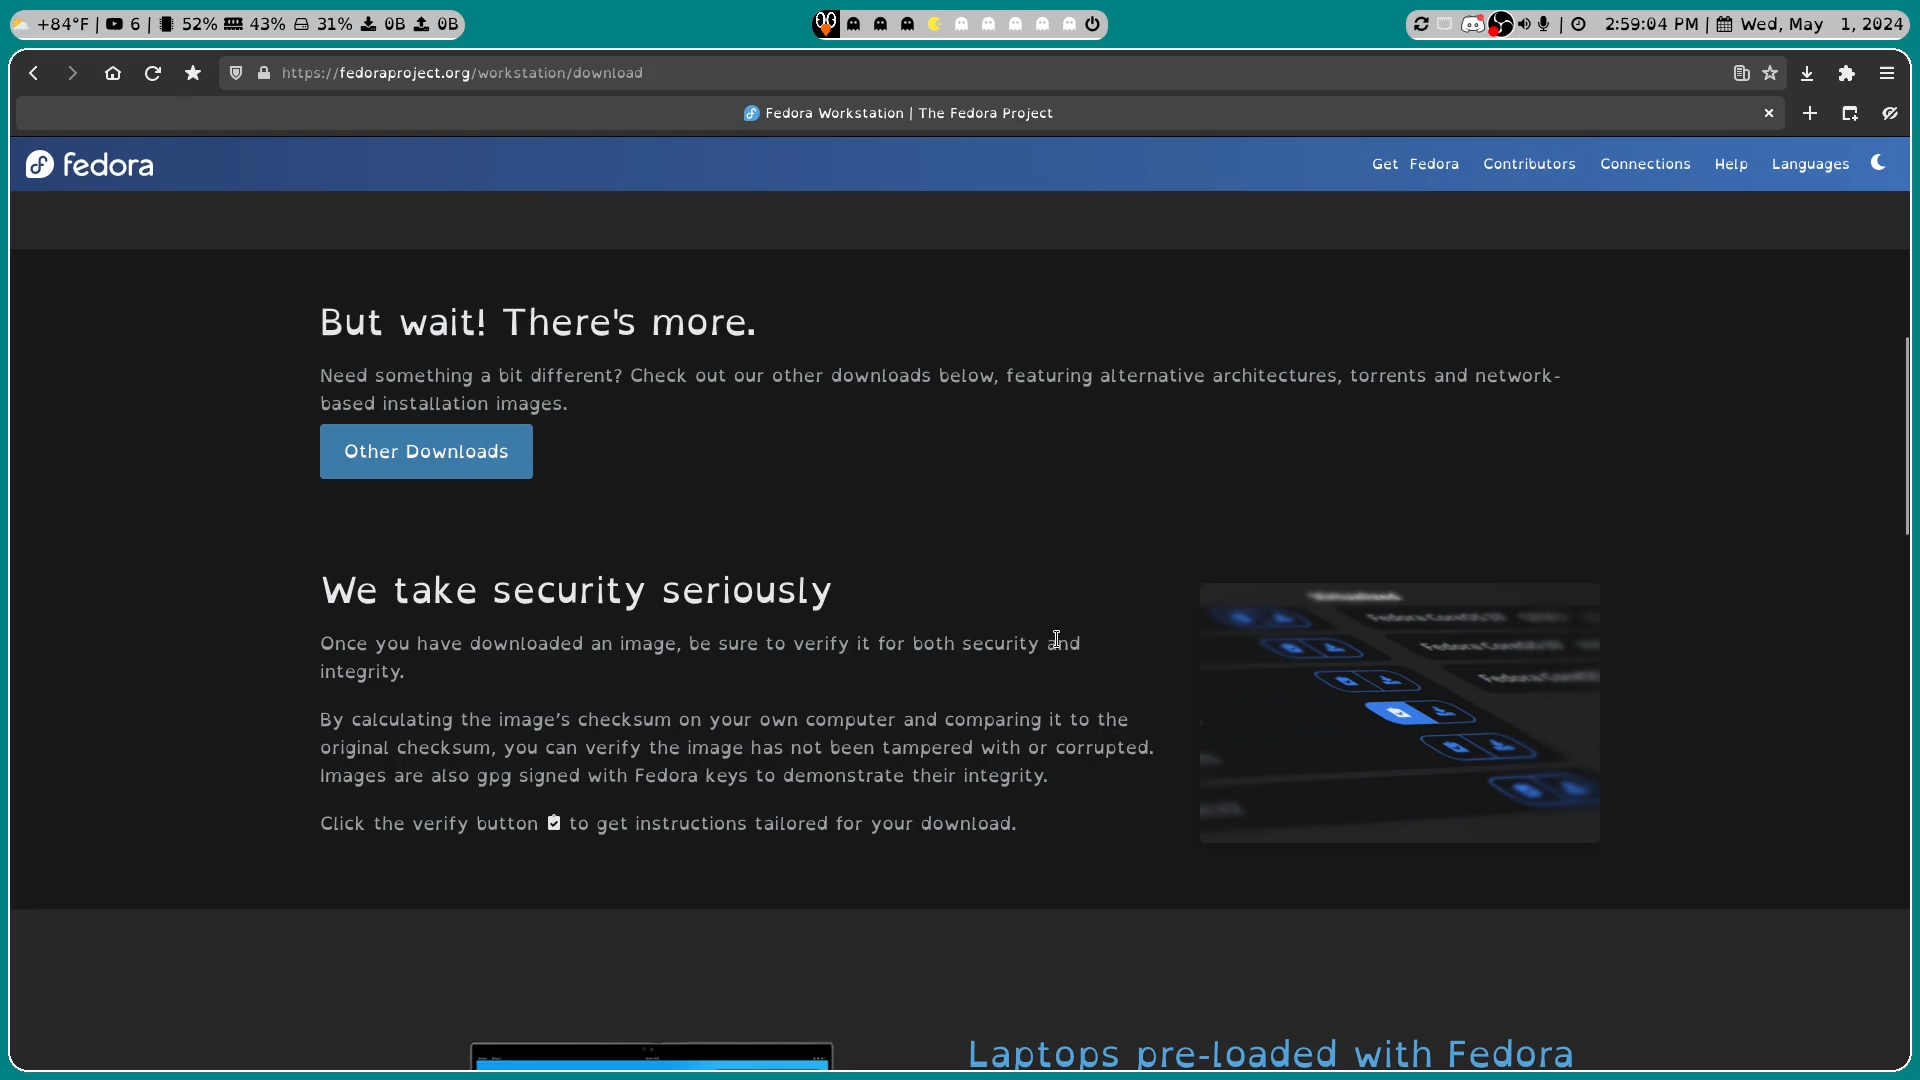 +84°F | 6 | 52% 43% 31% 0B 0B
| 2:59:04 PM | Wed, May 1, 2024
https://fedoraproject.org/workstation/download
Fedora Workstation | The Fedora Project
fedora
Get Fedora Contributors Connections Help Languages
But wait! There's more.
Need something a bit different? Check out our other downloads below, featuring alternative architectures, torrents and network-
based installation images.
Other Downloads
We take security seriously
Once you have downloaded an image, be sure to verify it for both security and
integrity.
By calculating the image's checksum on your own computer and comparing it to the
original checksum, you can verify the image has not been tampered with or corrupted.
Images are also gpg signed with Fedora keys to demonstrate their integrity.
Click the verify button to get instructions tailored for your download.
Laptops pre-loaded with Fedora